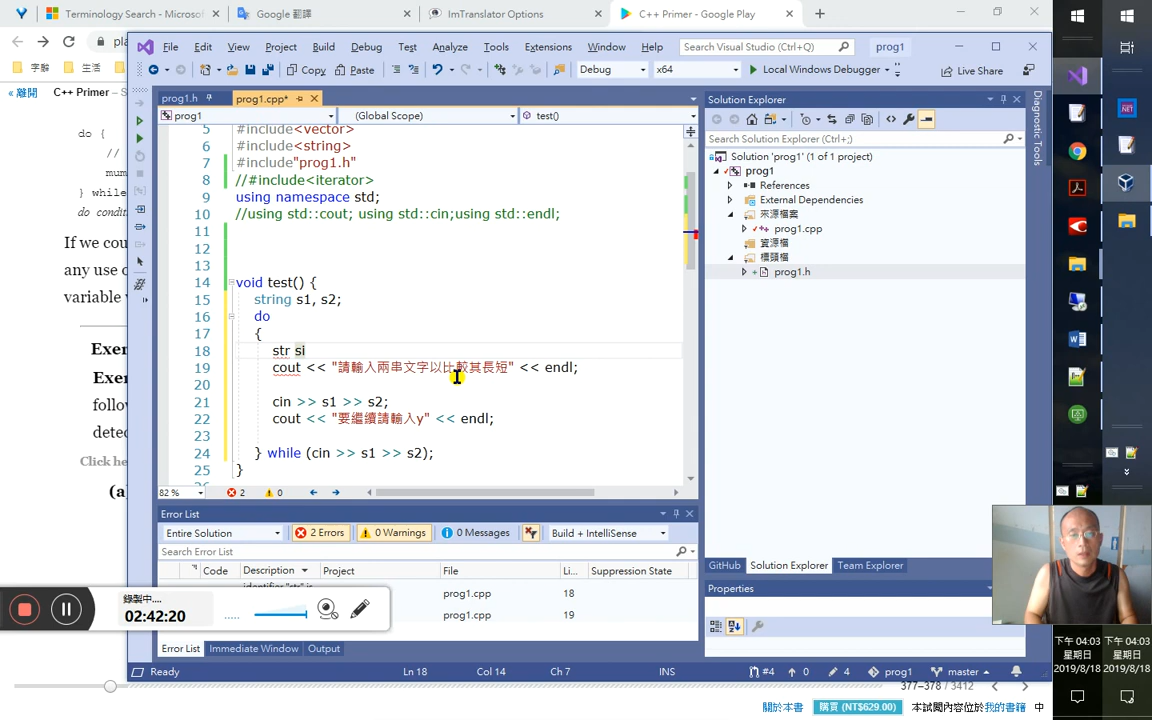 Terminology Search - Microsof
Google 翻譯
ImTranslator Options
C++ Primer - Google Play
字辭
生活
« 離開
C++ Primer – S
do {
//
mum
} while
do condit
If we cou
any use o
variable
Exer
Exer
follow
detec
Click he
(a)
File Edit View Project Build Debug Test Analyze Tools Extensions Window Help
Search Visual Studio (Ctrl+Q)
prog1
Copy Paste
Debug x64 Local Windows Debugger
Live Share
prog1.h prog1.cpp*
prog1 (Global Scope) test()
5 #include<vector>
6 #include<string>
7 #include"prog1.h"
8 //#include<iterator>
9 using namespace std;
10 //using std::cout; using std::cin;using std::endl;
11
12
13
14 void test() {
15 string s1, s2;
16 do
17 {
18 str si
19 cout << "請輸入兩串文字以比較其長短" << endl;
20
21 cin >> s1 >> s2;
22 cout << "要繼續請輸入y" << endl;
23
24 } while (cin >> s1 >> s2);
25 }
82 % 2 0
Error List
Entire Solution 2 Errors 0 Warnings 0 Messages Build + IntelliSense
Search Error List
Code Description Project File Li... Suppression State
identifier "str" is
prog1.cpp 18
prog1.cpp 19
Error List Immediate Window Output
Ready Ln 18 Col 14 Ch 7 INS #4 0 4 prog1 master
Solution Explorer
Search Solution Explorer (Ctrl+;)
Solution 'prog1' (1 of 1 project)
prog1
References
External Dependencies
來源檔案
prog1.cpp
資源檔
標頭檔
prog1.h
GitHub Solution Explorer Team Explorer
Properties
Diagnostic Tools
錄製中....
02:42:20
377–378 / 3412
關於本書 購買 (NT$629.00) 本試閱內容位於我的書籍 中
下午 04:03
星期日
2019/8/18
下午 04:03
星期日
2019/8/18